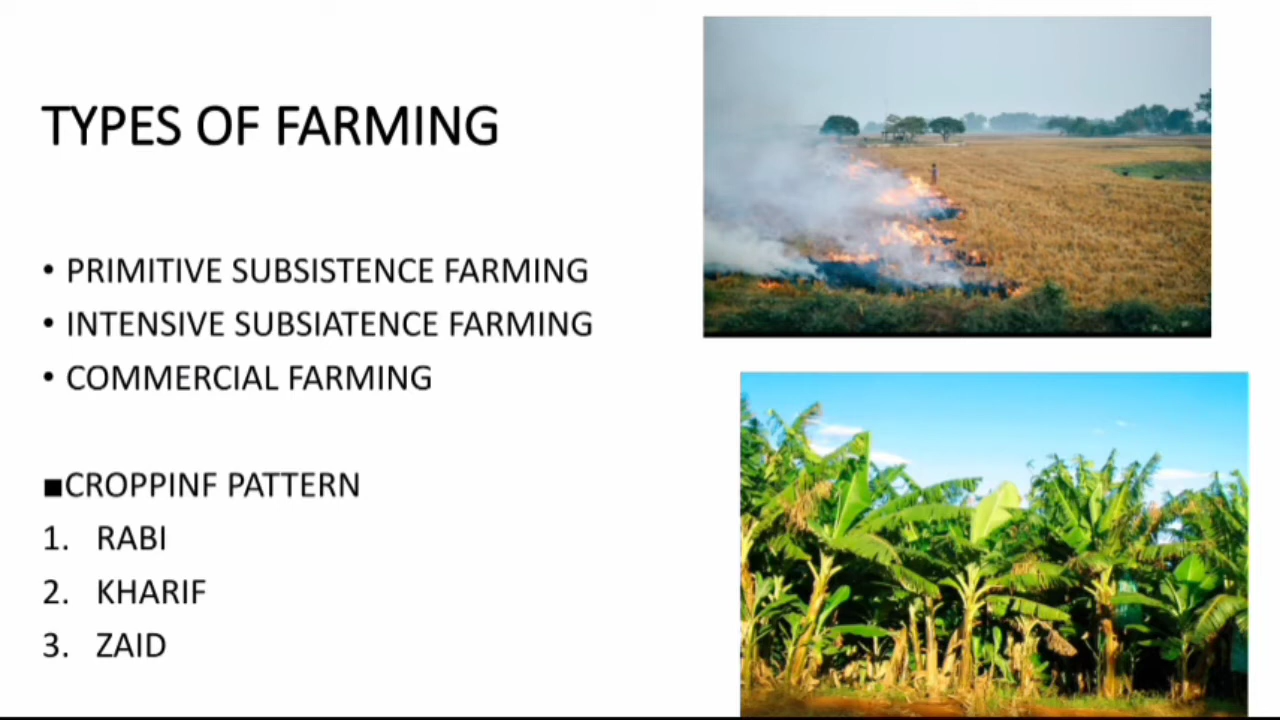 TYPES OF FARMING
• PRIMITIVE SUBSISTENCE FARMING
• INTENSIVE SUBSIATENCE FARMING
• COMMERCIAL FARMING
■CROPPINF PATTERN
1. RABI
2. KHARIF
3. ZAID